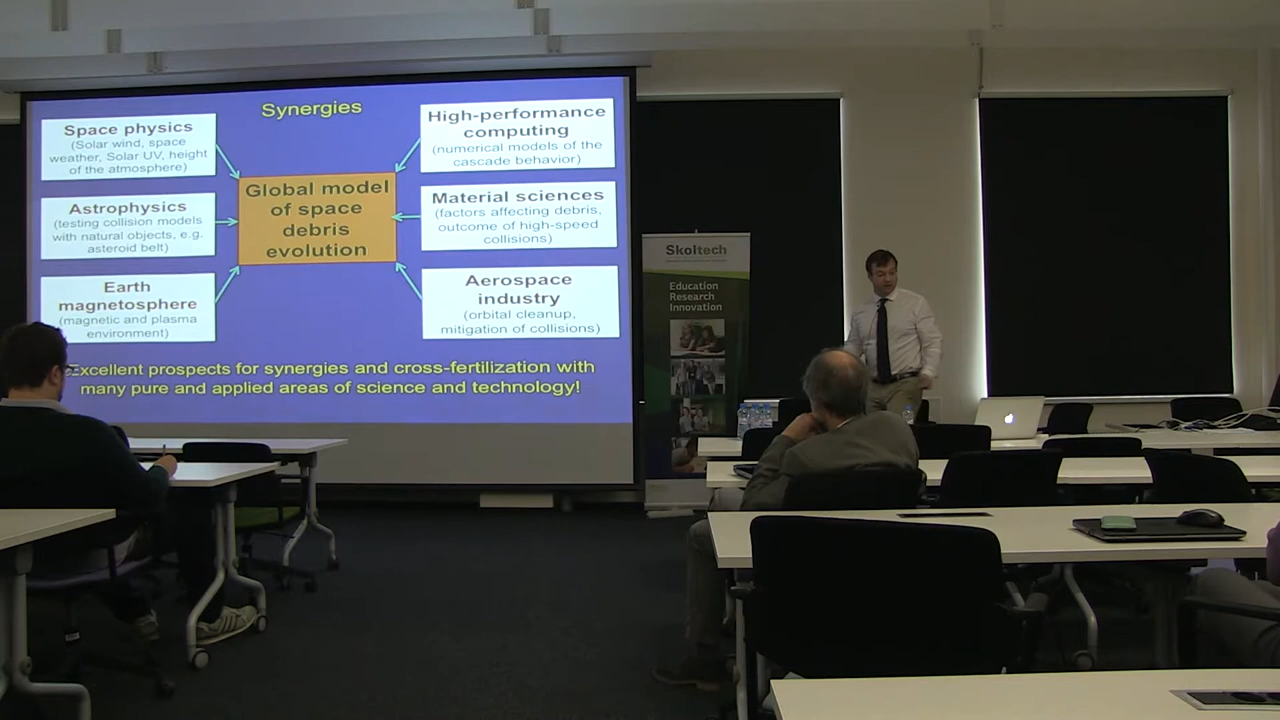 Synergies
Space physics
(Solar wind, space
weather, Solar UV, height
of the atmosphere)
Astrophysics
(testing collision models
with natural objects, e.g.
asteroid belt)
Earth
magnetosphere
(magnetic and plasma
environment)
Global model
of space
debris
evolution
High-performance
computing
(numerical models of the
cascade behavior)
Material sciences
(factors affecting debris,
outcome of high-speed
collisions)
Aerospace
industry
(orbital cleanup,
mitigation of collisions)
Excellent prospects for synergies and cross-fertilization with
many pure and applied areas of science and technology!
Skoltech
Education
Research
Innovation